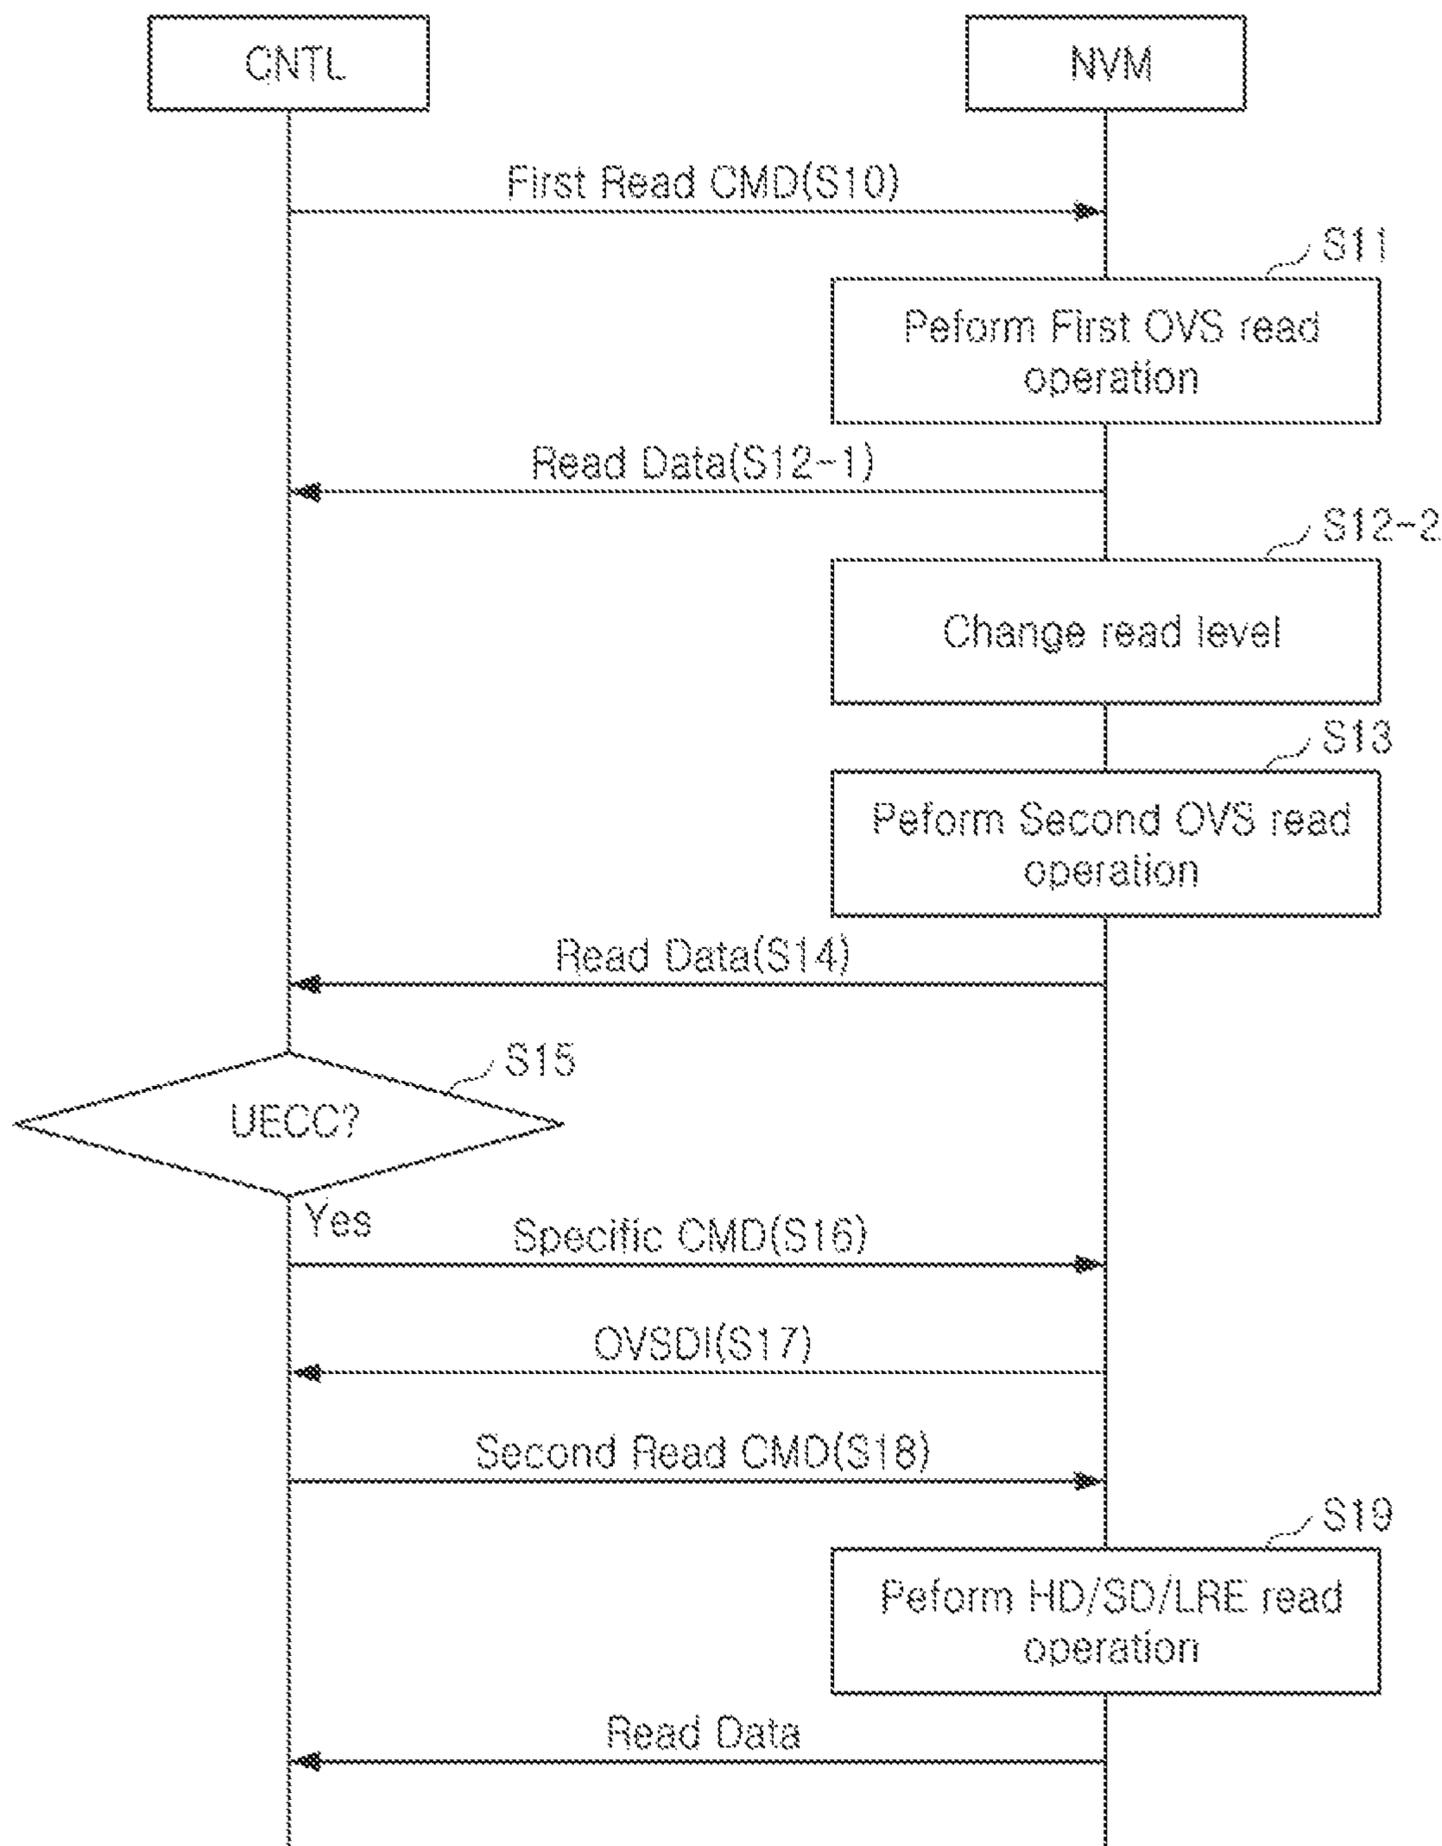 CNTL
NVM
First Read CMD(S10)
S11
Peform First OVS read
operation
Read Data(S12-1)
S12-2
Change read level
S13
Peform Second OVS read
operation
Read Data(S14)
S15
UECC?
Yes
Specific CMD(S16)
OVSDI(S17)
Second Read CMD(S18)
S19
Peform HD/SD/LRE read
operation
Read Data